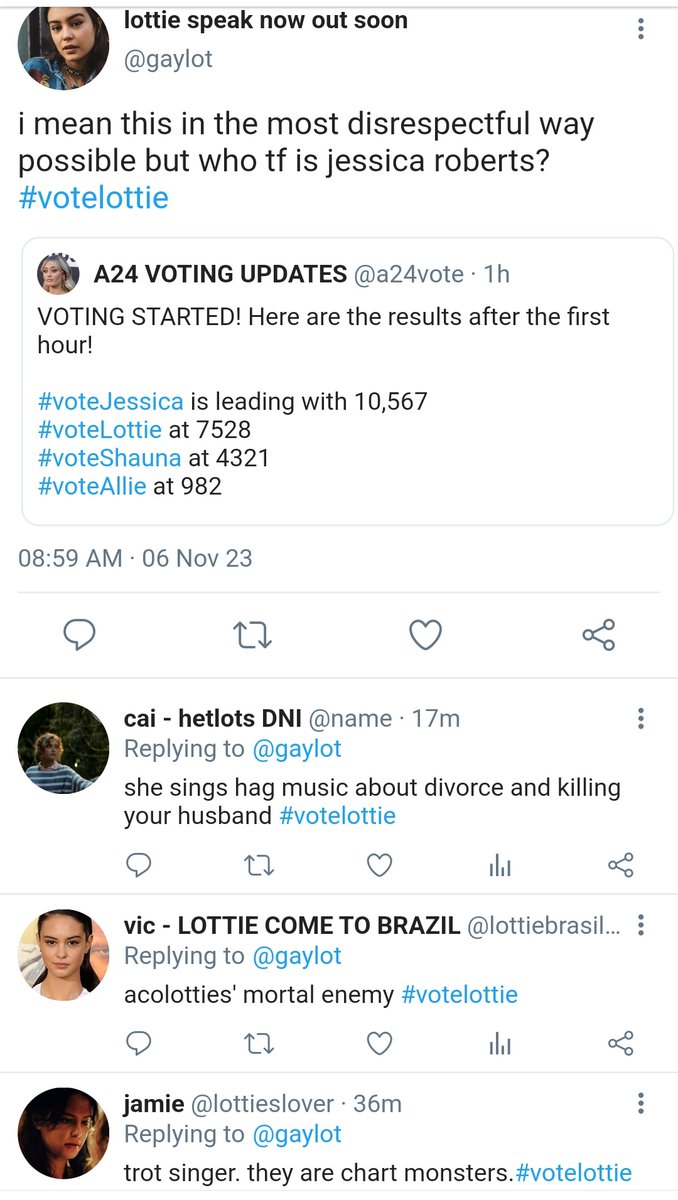 lottie speak now out soon
@gaylot
i mean this in the most disrespectful way
possible but who tf is jessica roberts?
#votelottie
A24 VOTING UPDATES @a24vote · 1h
VOTING STARTED! Here are the results after the first
hour!
#voteJessica is leading with 10,567
#voteLottie at 7528
#voteShauna at 4321
#voteAllie at 982
08:59 AM · 06 Nov 23
cai - hetlots DNI @name · 17m
Replying to @gaylot
she sings hag music about divorce and killing
your husband #votelottie
vic - LOTTIE COME TO BRAZIL @lottiebrasil...
Replying to @gaylot
acolotties' mortal enemy #votelottie
jamie @lottieslover · 36m
Replying to @gaylot
trot singer. they are chart monsters.#votelottie